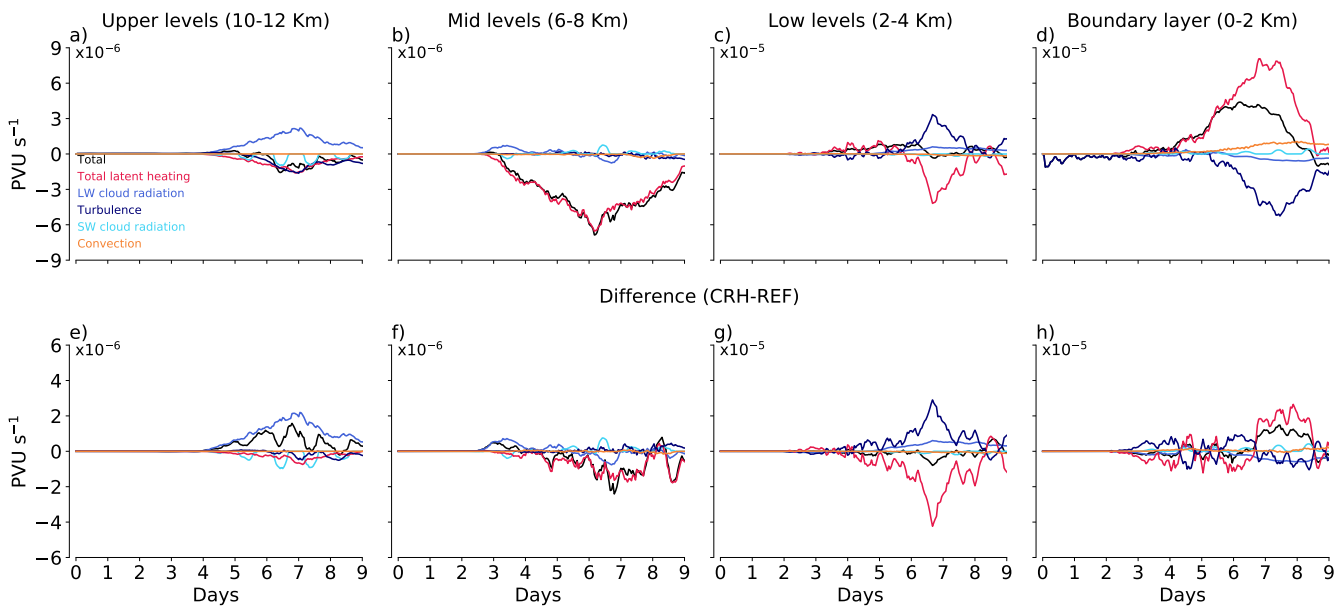 Upper levels (10-12 Km)
Mid levels (6-8 Km)
Low levels (2-4 Km)
Boundary layer (0-2 Km)
a)
b)
c)
d)
x10⁻⁶
x10⁻⁶
x10⁻⁵
x10⁻⁵
PVU s⁻¹
9
6
3
0
−3
−6
−9
Total
Total latent heating
LW cloud radiation
Turbulence
SW cloud radiation
Convection
Difference (CRH-REF)
e)
f)
g)
h)
x10⁻⁶
x10⁻⁶
x10⁻⁵
x10⁻⁵
PVU s⁻¹
6
4
2
0
−2
−4
−6
0 1 2 3 4 5 6 7 8 9
0 1 2 3 4 5 6 7 8 9
0 1 2 3 4 5 6 7 8 9
0 1 2 3 4 5 6 7 8 9
Days
Days
Days
Days